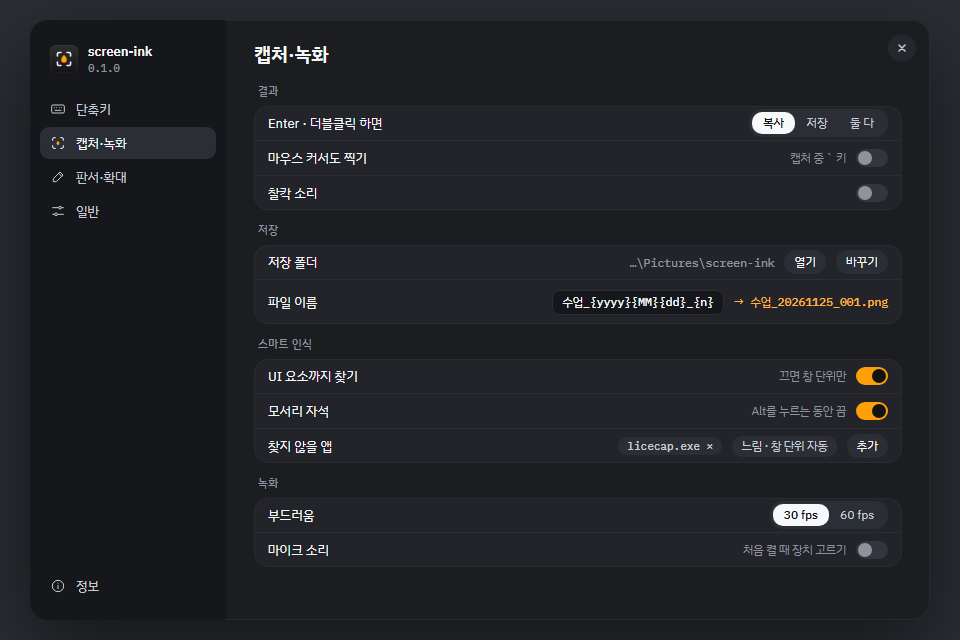 screen-ink
0.1.0
단축키
캡처·녹화
판서·확대
일반
정보
캡처·녹화
×
결과
Enter · 더블클릭 하면 복사 저장 둘 다
마우스 커서도 찍기 캡처 중 ` 키
찰칵 소리
저장
저장 폴더 …\Pictures\screen-ink 열기 바꾸기
파일 이름 수업_{yyyy}{MM}{dd}_{n} → 수업_20261125_001.png
스마트 인식
UI 요소까지 찾기 끄면 창 단위만
모서리 자석 Alt를 누르는 동안 끔
찾지 않을 앱 licecap.exe × 느림 · 창 단위 자동 추가
녹화
부드러움 30 fps 60 fps
마이크 소리 처음 켤 때 장치 고르기